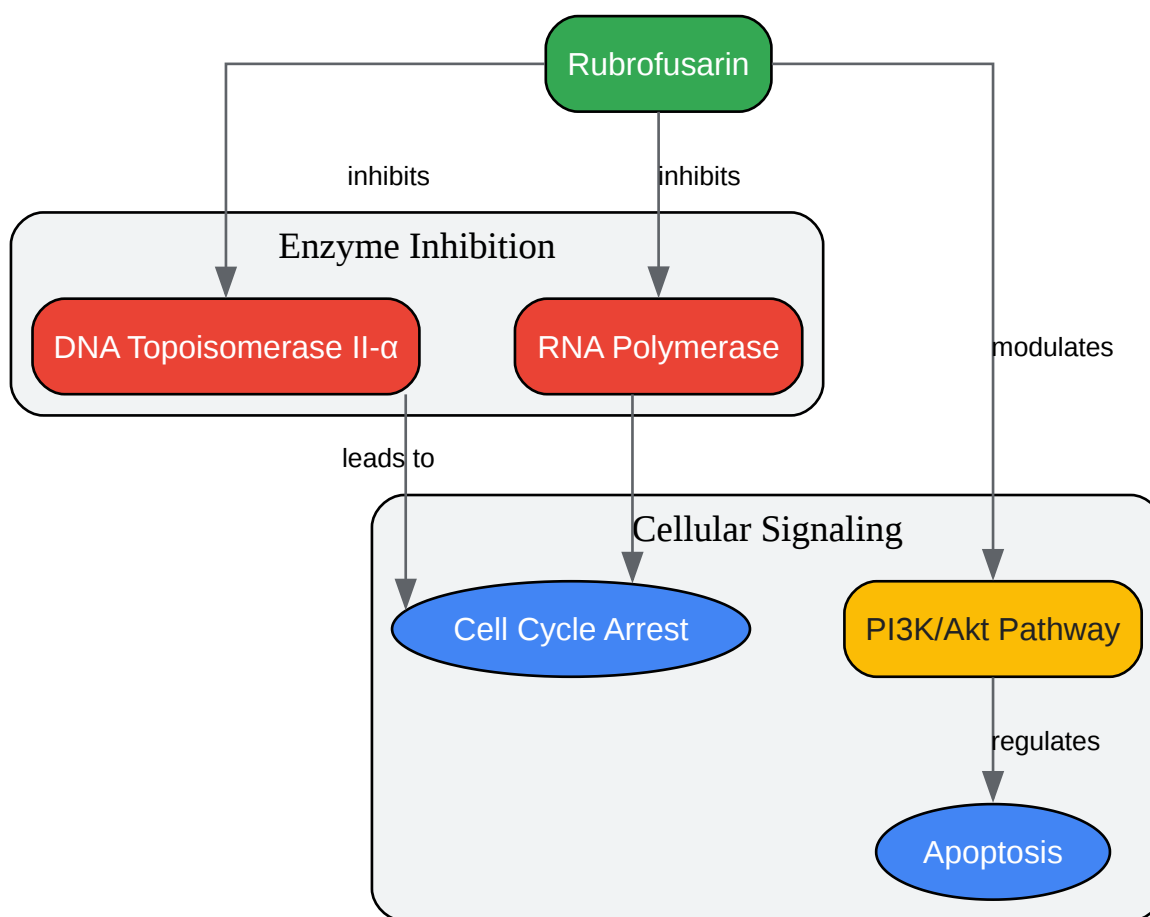 Rubrofusarin
inhibits
inhibits
Enzyme Inhibition
DNA Topoisomerase II-α
RNA Polymerase
modulates
leads to
Cellular Signaling
Cell Cycle Arrest
PI3K/Akt Pathway
regulates
Apoptosis